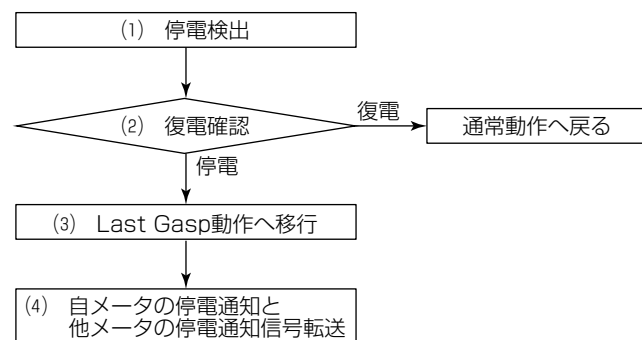 (1) 停電検出
(2) 復電確認
復電
通常動作へ戻る
停電
(3) Last Gasp動作へ移行
(4) 自メータの停電通知と
他メータの停電通知信号転送